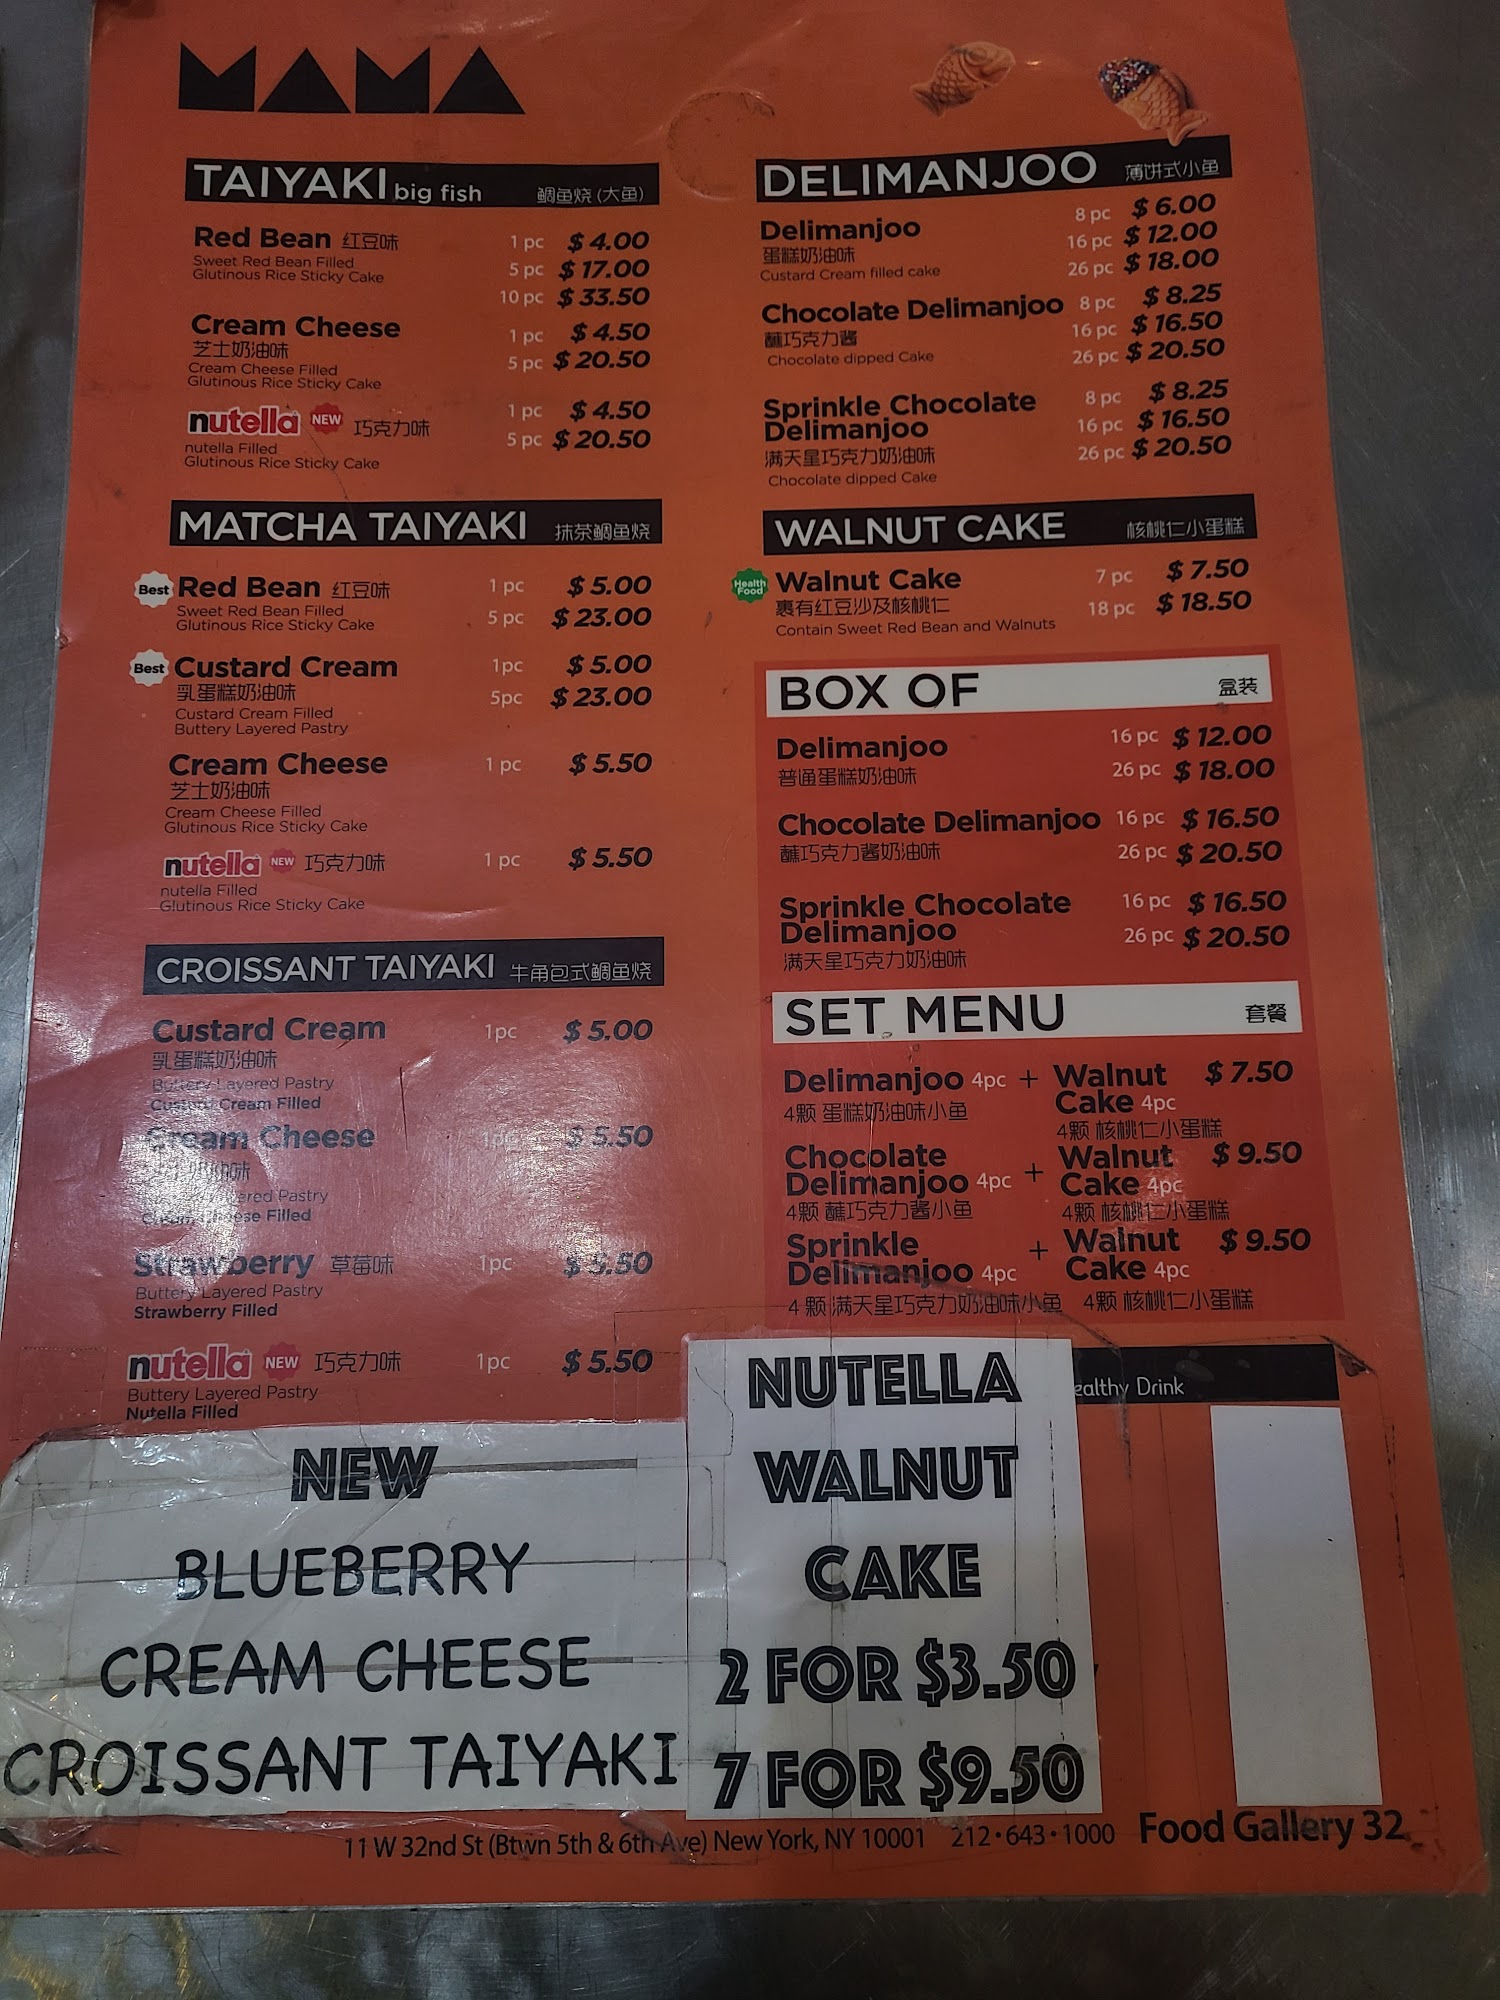 MAMA
TAIYAKI big fish 鲷鱼烧 (大鱼)
Red Bean 红豆味 1 pc $ 4.00
Sweet Red Bean Filled 5 pc $ 17.00
Glutinous Rice Sticky Cake
10 pc $ 33.50
Cream Cheese 1 pc $ 4.50
芝士奶油味
Cream Cheese Filled 5 pc $ 20.50
Glutinous Rice Sticky Cake
nutella NEW 巧克力味 1 pc $ 4.50
nutella Filled 5 pc $ 20.50
Glutinous Rice Sticky Cake
MATCHA TAIYAKI 抹茶鲷鱼烧
Best Red Bean 红豆味 1 pc $ 5.00
Sweet Red Bean Filled 5 pc $ 23.00
Glutinous Rice Sticky Cake
Best Custard Cream 1pc $ 5.00
乳蛋糕奶油味 5pc $ 23.00
Custard Cream Filled
Buttery Layered Pastry
Cream Cheese 1 pc $ 5.50
芝士奶油味
Cream Cheese Filled
Glutinous Rice Sticky Cake
nutella NEW 巧克力味 1 pc $ 5.50
nutella Filled
Glutinous Rice Sticky Cake
CROISSANT TAIYAKI 牛角包式鲷鱼烧
Custard Cream 1pc $ 5.00
乳蛋糕奶油味
Buttery Layered Pastry
Custard Cream Filled
Cream Cheese 1pc $ 5.50
奶油味
Buttery Layered Pastry
Cream Cheese Filled
Strawberry 草莓味 1pc $ 5.50
Buttery Layered Pastry
Strawberry Filled
nutella NEW 巧克力味 1pc $ 5.50
Buttery Layered Pastry
Nutella Filled
NEW
BLUEBERRY
CREAM CHEESE
CROISSANT TAIYAKI
DELIMANJOO 薄饼式小鱼
Delimanjoo 8 pc $ 6.00
蛋糕奶油味 16 pc $ 12.00
Custard Cream filled cake 26 pc $ 18.00
Chocolate Delimanjoo 8 pc $ 8.25
蘸巧克力酱 16 pc $ 16.50
Chocolate dipped Cake 26 pc $ 20.50
Sprinkle Chocolate 8 pc $ 8.25
Delimanjoo 16 pc $ 16.50
满天星巧克力奶油味 26 pc $ 20.50
Chocolate dipped Cake
WALNUT CAKE 核桃仁小蛋糕
Health Food Walnut Cake 7 pc $ 7.50
裹有红豆沙及核桃仁 18 pc $ 18.50
Contain Sweet Red Bean and Walnuts
BOX OF 盒装
Delimanjoo 16 pc $ 12.00
普通蛋糕奶油味 26 pc $ 18.00
Chocolate Delimanjoo 16 pc $ 16.50
蘸巧克力酱奶油味 26 pc $ 20.50
Sprinkle Chocolate 16 pc $ 16.50
Delimanjoo 26 pc $ 20.50
满天星巧克力奶油味
SET MENU 套餐
Delimanjoo 4pc + Walnut $ 7.50
Cake 4pc
4颗 蛋糕奶油味小鱼 4颗 核桃仁小蛋糕
Chocolate + Walnut $ 9.50
Delimanjoo 4pc Cake 4pc
4颗 蘸巧克力酱小鱼 4颗 核桃仁小蛋糕
Sprinkle + Walnut $ 9.50
Delimanjoo 4pc Cake 4pc
4 颗 满天星巧克力奶油味小鱼 4颗 核桃仁小蛋糕
ealthy Drink
NUTELLA
WALNUT
CAKE
2 FOR $3.50
7 FOR $9.50
11 W 32nd St (Btwn 5th & 6th Ave) New York, NY 10001 212·643·1000 Food Gallery 32